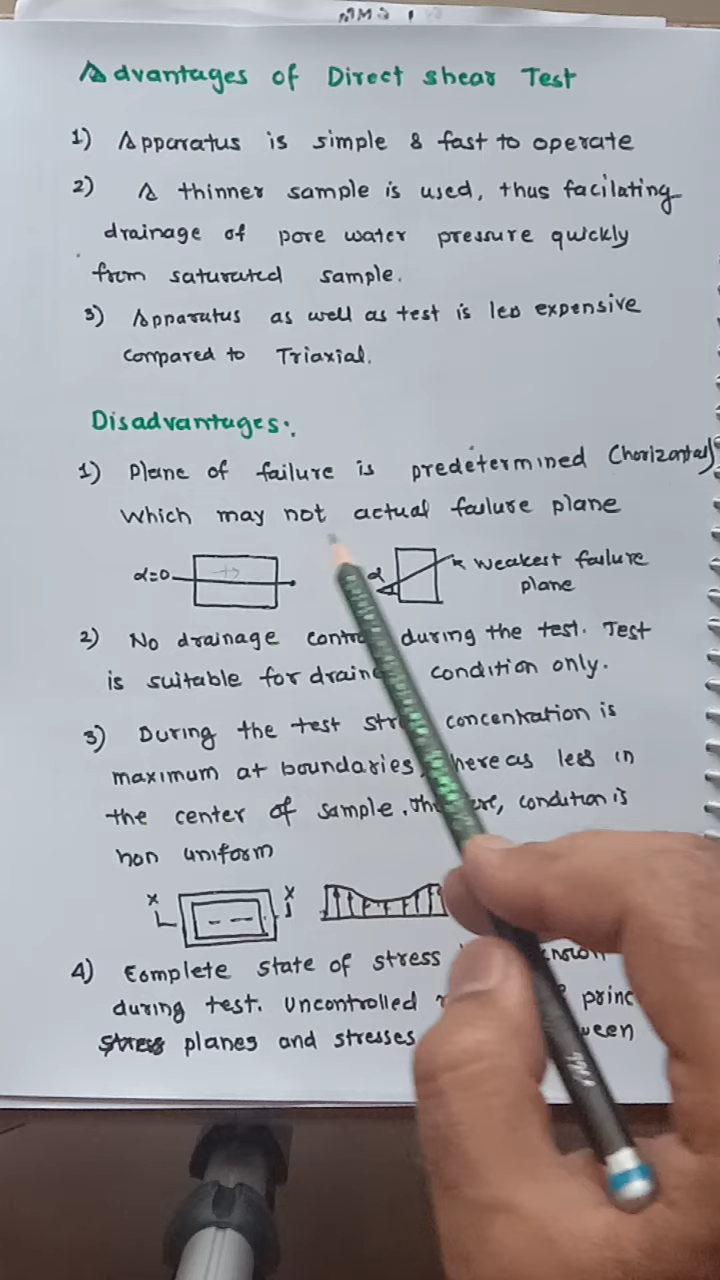 Advantages of Direct shear Test
1) Apparatus is simple & fast to operate
2) A thinner sample is used, thus facilating
drainage of pore water pressure quickly
from saturated sample.
3) Apparatus as well as test is less expensive
compared to Triaxial.
Disadvantages:
1) Plane of failure is predetermined (horizontal)
which may not actual failure plane
α=0
α
weakest failure
plane
2) No drainage during the test. Test
is suitable for condition only.
3) During the test concentration is
maximum at boundaries, whereas less in
the center of sample. condition is
non uniform
x x
4) Complete state of stress
during test. Uncontrolled
planes and stresses